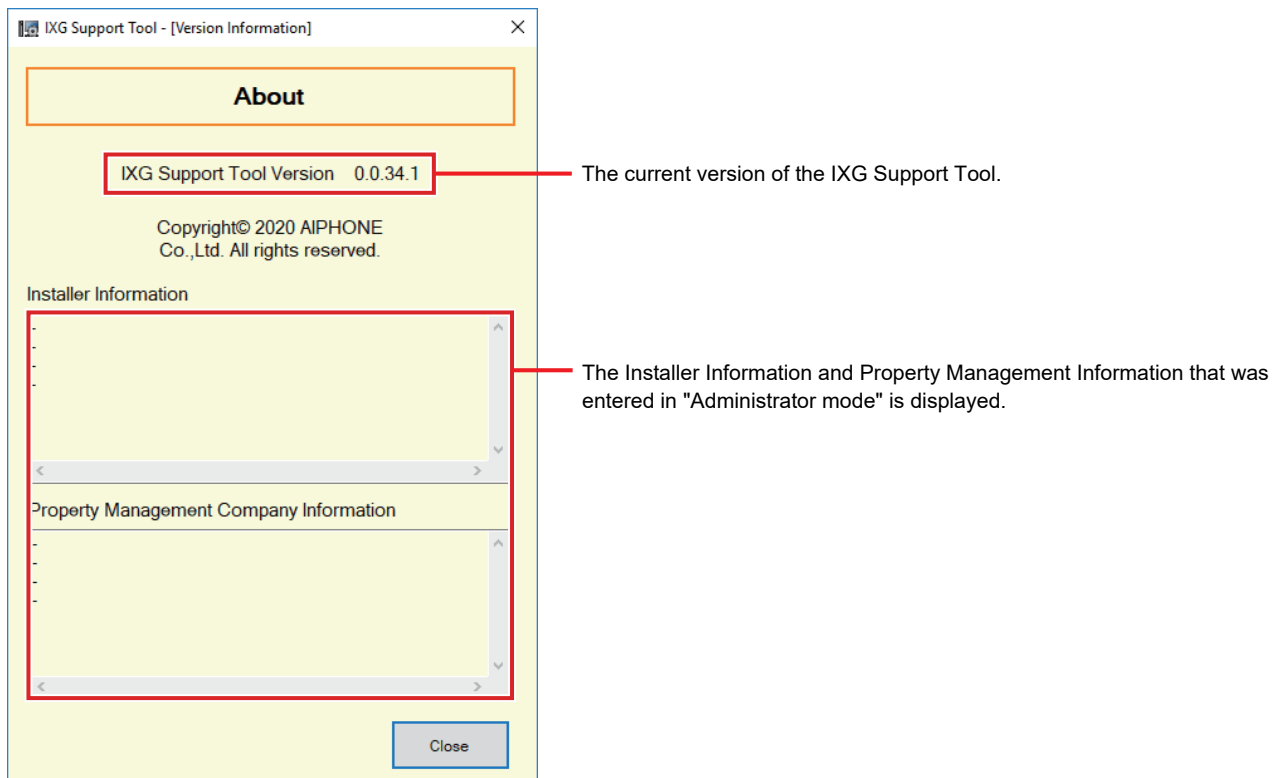 IXG Support Tool - [Version Information]
About
IXG Support Tool Version 0.0.34.1
The current version of the IXG Support Tool.
Copyright© 2020 AIPHONE
Co.,Ltd. All rights reserved.
Installer Information
-
-
-
-
The Installer Information and Property Management Information that was
entered in "Administrator mode" is displayed.
Property Management Company Information
-
-
-
-
Close